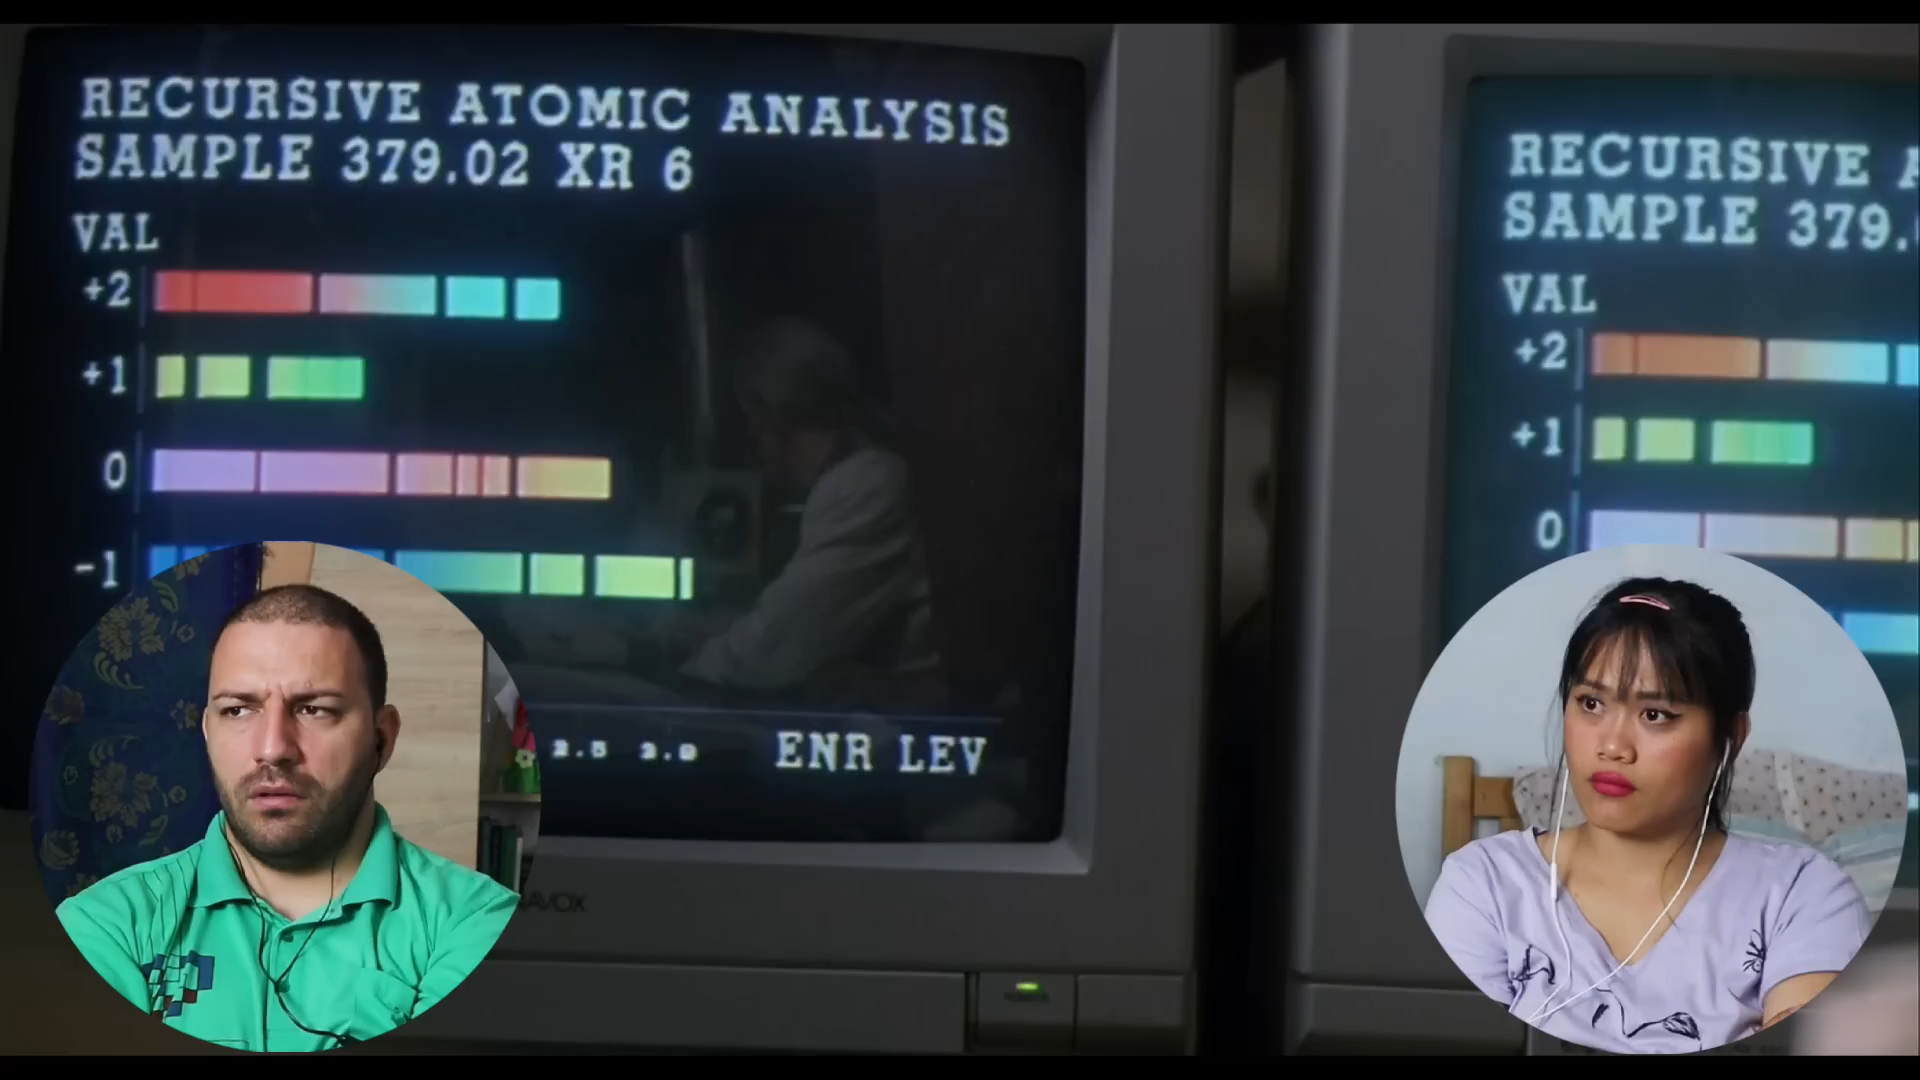 RECURSIVE ATOMIC ANALYSIS
SAMPLE 379.02 XR 6
VAL
+2
+1
0
-1
2.5 3.0
ENR LEV
RECURSIVE
SAMPLE 379.
VAL
+2
+1
0